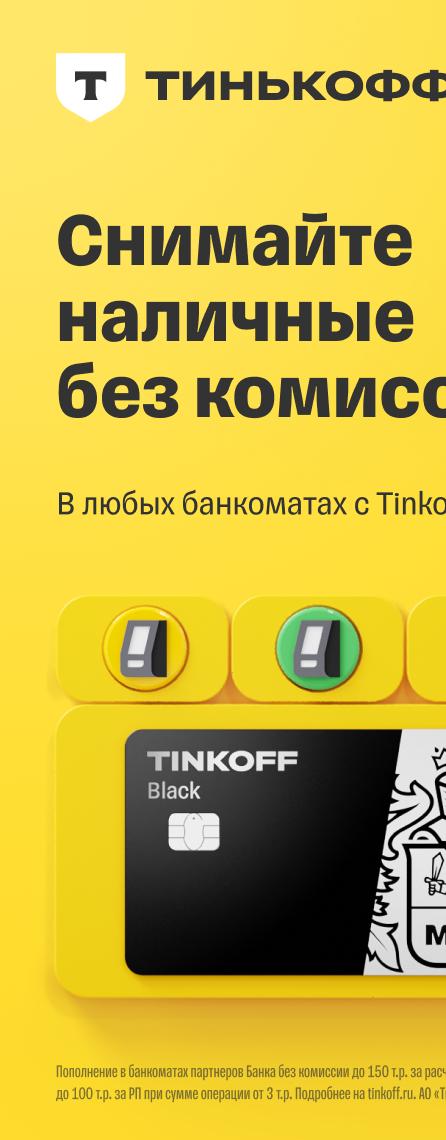 Т ТИНЬКОФФ
Снимайте
наличные
без комисс
В любых банкоматах с Tinko
TINKOFF
Black
М
Пополнение в банкоматах партнеров Банка без комиссии до 150 т.р. за расч
до 100 т.р. за РП при сумме операции от 3 т.р. Подробнее на tinkoff.ru. АО «Т